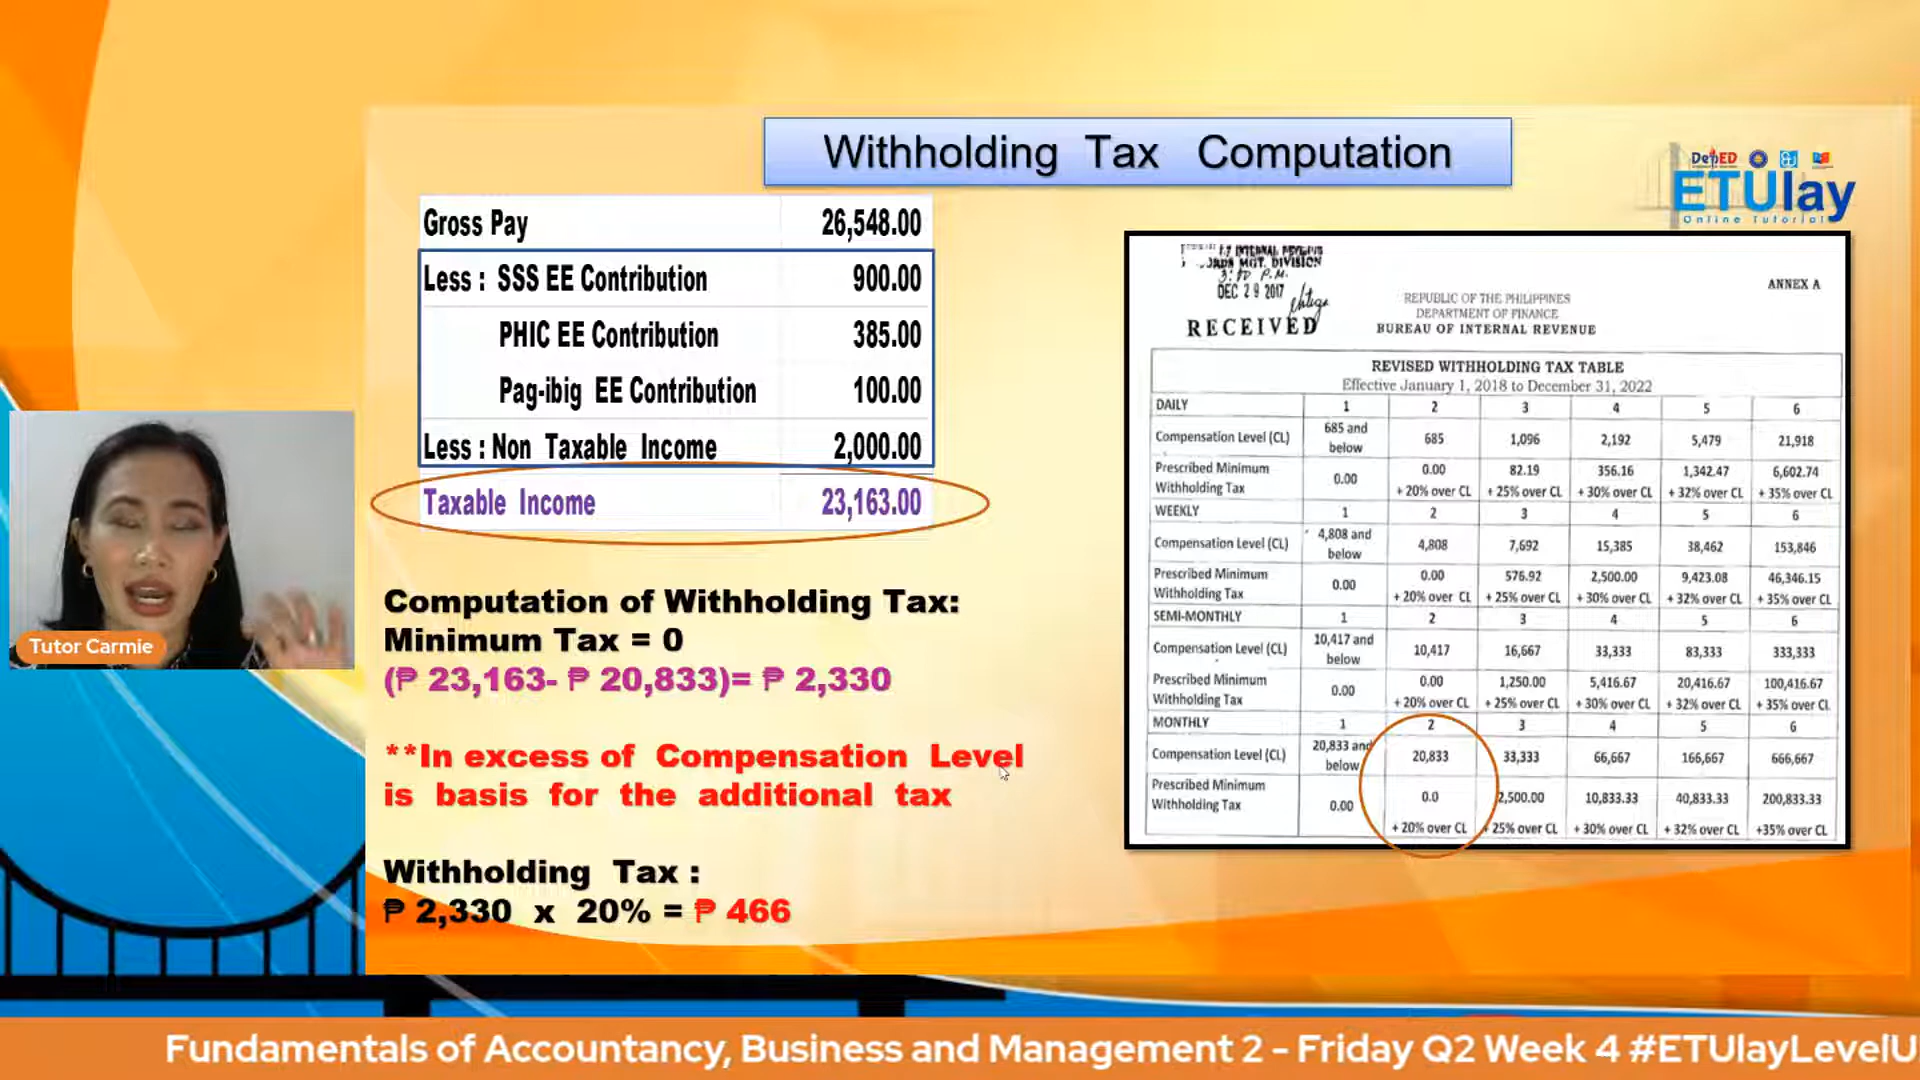 Withholding Tax Computation
DepED
ETUlay
Online Tutorial
Gross Pay 26,548.00
Less : SSS EE Contribution 900.00
PHIC EE Contribution 385.00
Pag-ibig EE Contribution 100.00
Less : Non Taxable Income 2,000.00
Taxable Income 23,163.00
Computation of Withholding Tax:
Minimum Tax = 0
(₱ 23,163- ₱ 20,833)= ₱ 2,330
**In excess of Compensation Level
is basis for the additional tax
Withholding Tax :
₱ 2,330 x 20% = ₱ 466
Tutor Carmie
INTERNAL REVENUE
MGT. DIVISION
P.M.
DEC 29 2017
RECEIVED
ANNEX A
REPUBLIC OF THE PHILIPPINES
DEPARTMENT OF FINANCE
BUREAU OF INTERNAL REVENUE
REVISED WITHHOLDING TAX TABLE
Effective January 1, 2018 to December 31, 2022
DAILY 1 2 3 4 5 6
Compensation Level (CL) 685 and below 685 1,096 2,192 5,479 21,918
Prescribed Minimum Withholding Tax 0.00 0.00 82.19 356.16 1,342.47 6,602.74
+ 20% over CL + 25% over CL + 30% over CL + 32% over CL + 35% over CL
WEEKLY 1 2 3 4 5 6
Compensation Level (CL) 4,808 and below 4,808 7,692 15,385 38,462 153,846
Prescribed Minimum Withholding Tax 0.00 0.00 576.92 2,500.00 9,423.08 46,346.15
+ 20% over CL + 25% over CL + 30% over CL + 32% over CL + 35% over CL
SEMI-MONTHLY 1 2 3 4 5 6
Compensation Level (CL) 10,417 and below 10,417 16,667 33,333 83,333 333,333
Prescribed Minimum Withholding Tax 0.00 0.00 1,250.00 5,416.67 20,416.67 100,416.67
+ 20% over CL + 25% over CL + 30% over CL + 32% over CL + 35% over CL
MONTHLY 1 2 3 4 5 6
Compensation Level (CL) 20,833 and below 20,833 33,333 66,667 166,667 666,667
Prescribed Minimum Withholding Tax 0.00 0.0 2,500.00 10,833.33 40,833.33 200,833.33
+ 20% over CL + 25% over CL + 30% over CL + 32% over CL +35% over CL
Fundamentals of Accountancy, Business and Management 2 - Friday Q2 Week 4 #ETUlayLevelU